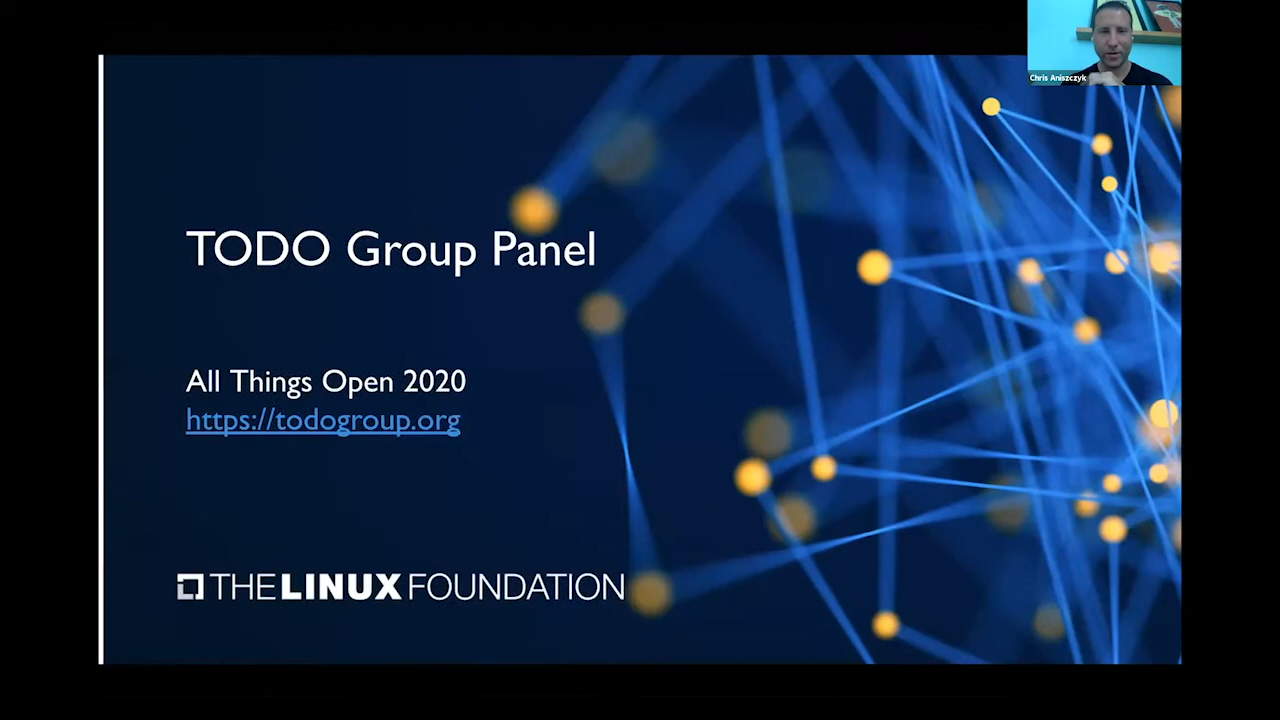 Chris Aniszczyk
TODO Group Panel
All Things Open 2020
https://todogroup.org
THE LINUX FOUNDATION